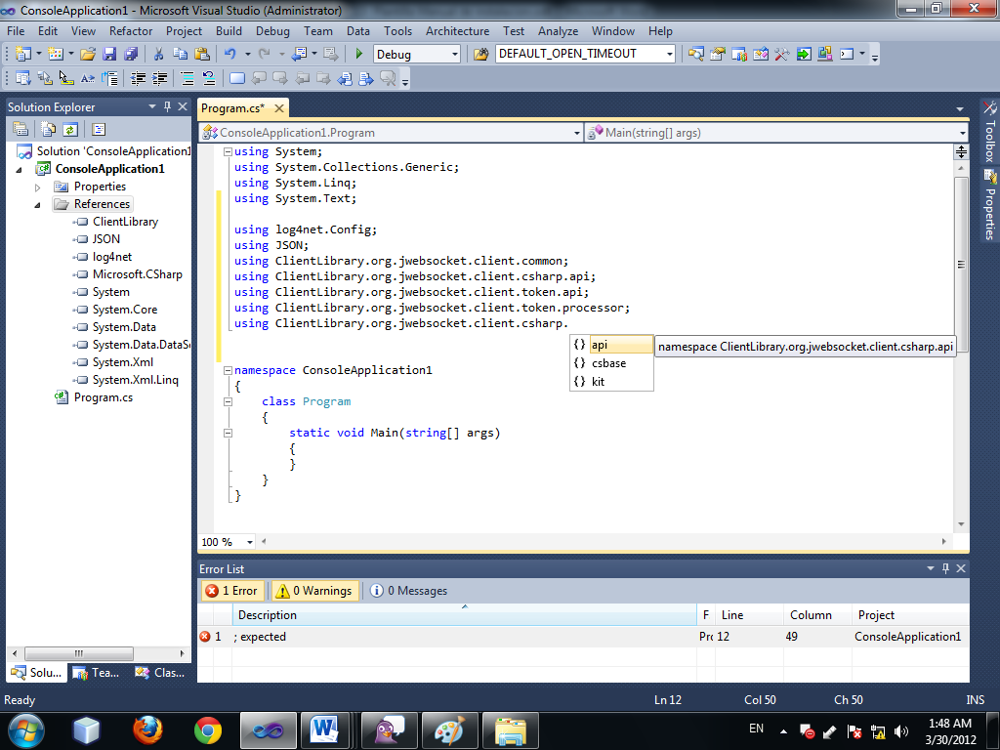 ConsoleApplication1 - Microsoft Visual Studio (Administrator)
File Edit View Refactor Project Build Debug Team Data Tools Architecture Test Analyze Window Help
Debug DEFAULT_OPEN_TIMEOUT
Solution Explorer
Solution 'ConsoleApplication1
ConsoleApplication1
Properties
References
ClientLibrary
JSON
log4net
Microsoft.CSharp
System
System.Core
System.Data
System.Data.DataSe
System.Xml
System.Xml.Linq
Program.cs
Solu... Tea... Clas...
Program.cs*
ConsoleApplication1.Program Main(string[] args)
using System;
using System.Collections.Generic;
using System.Linq;
using System.Text;
using log4net.Config;
using JSON;
using ClientLibrary.org.jwebsocket.client.common;
using ClientLibrary.org.jwebsocket.client.csharp.api;
using ClientLibrary.org.jwebsocket.client.token.api;
using ClientLibrary.org.jwebsocket.client.token.processor;
using ClientLibrary.org.jwebsocket.client.csharp.
{} api
namespace ClientLibrary.org.jwebsocket.client.csharp.api
{} csbase
{} kit
namespace ConsoleApplication1
{
class Program
{
static void Main(string[] args)
{
}
}
}
100 %
Toolbox
Properties
Error List
1 Error 0 Warnings 0 Messages
Description F Line Column Project
1 ; expected Prc 12 49 ConsoleApplication1
Ready Ln 12 Col 50 Ch 50 INS
EN 1:48 AM
3/30/2012